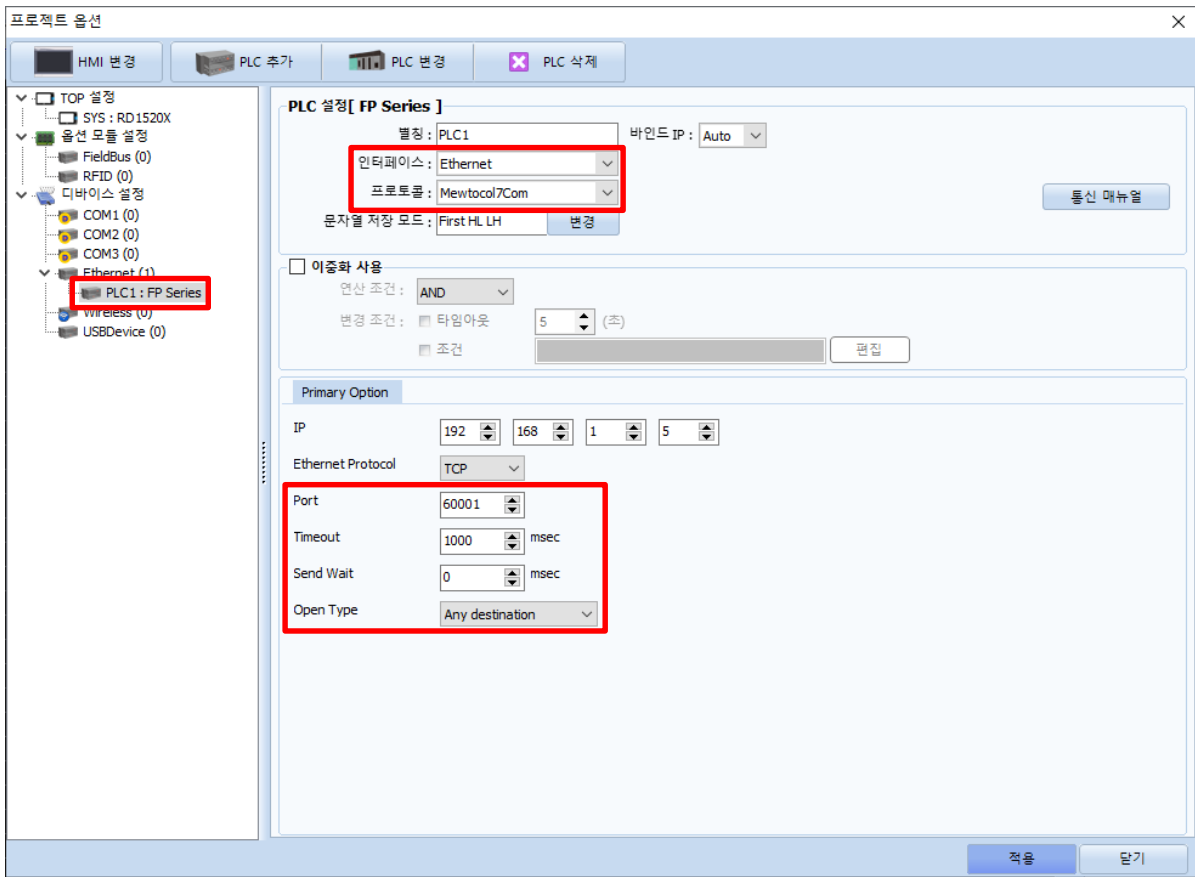 프로젝트 옵션
HMI 변경
PLC 추가
PLC 변경
PLC 삭제
TOP 설정
SYS : RD1520X
옵션 모듈 설정
FieldBus (0)
RFID (0)
디바이스 설정
COM1 (0)
COM2 (0)
COM3 (0)
Ethernet (1)
PLC1 : FP Series
Wireless (0)
USBDevice (0)
PLC 설정[ FP Series ]
별칭 : PLC1 바인드 IP : Auto
인터페이스 : Ethernet
프로토콜 : Mewtocol7Com
통신 매뉴얼
문자열 저장 모드 : First HL LH 변경
이중화 사용
연산 조건 : AND
변경 조건 : 타임아웃 5 (초)
조건 편집
Primary Option
IP 192 168 1 5
Ethernet Protocol TCP
Port 60001
Timeout 1000 msec
Send Wait 0 msec
Open Type Any destination
적용 닫기